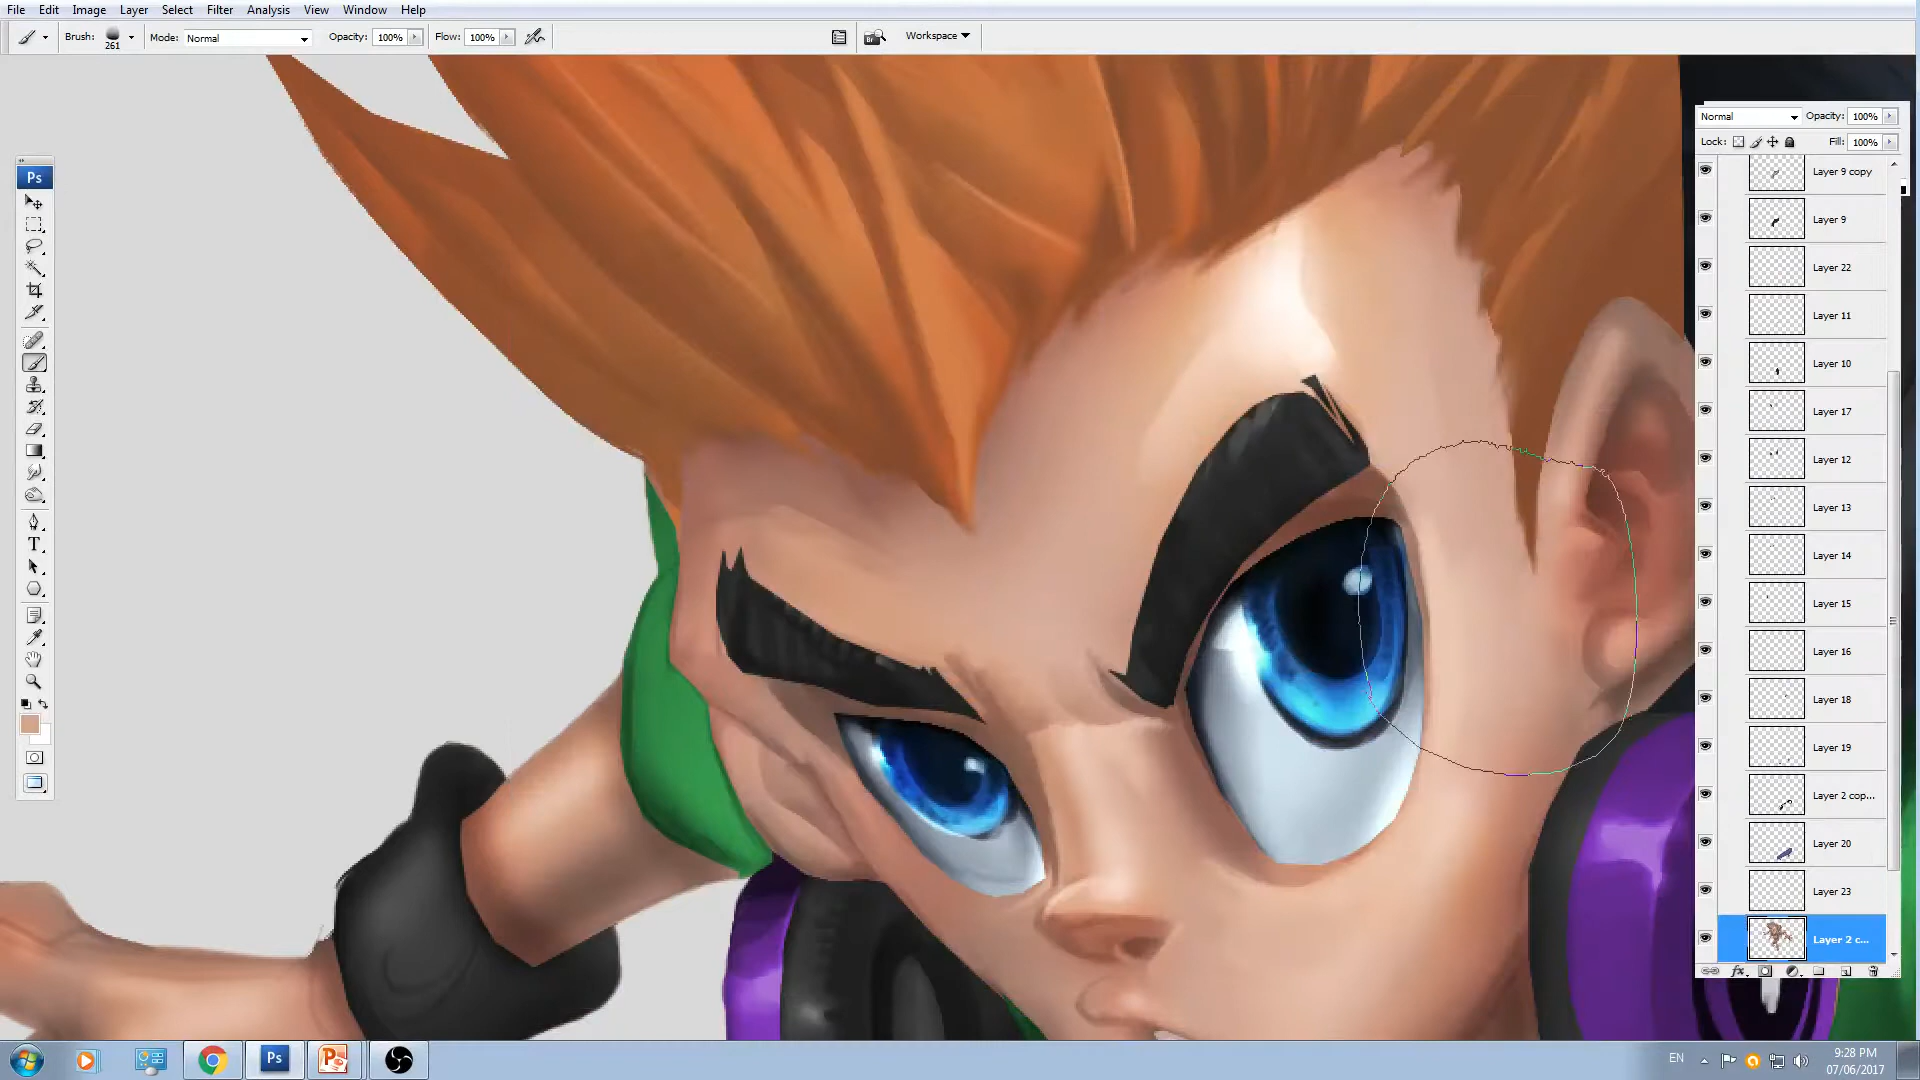 File Edit Image Layer Select Filter Analysis View Window Help
Brush: 261 Mode: Normal Opacity: 100% Flow: 100% Workspace
Normal Opacity: 100%
Lock: Fill: 100%
Ps
Layer 9 copy
Layer 9
Layer 22
Layer 11
Layer 10
Layer 17
Layer 12
Layer 13
Layer 14
Layer 15
Layer 16
Layer 18
Layer 19
Layer 2 cop...
Layer 20
Layer 23
Layer 2 c...
fx
Ps
EN
9:28 PM
07/06/2017